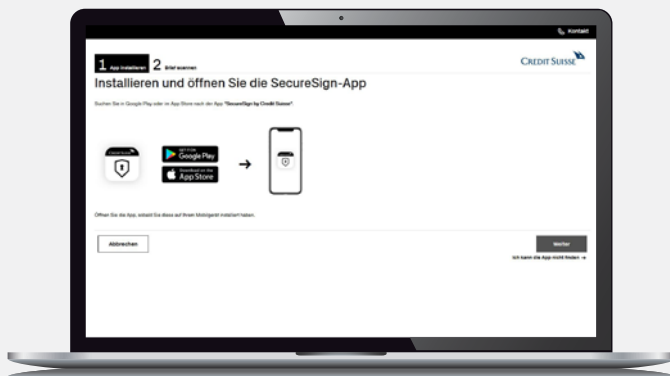 Kontakt
1 App installieren 2 Brief scannen
CREDIT SUISSE
Installieren und öffnen Sie die SecureSign-App
Suchen Sie in Google Play oder im App Store nach der App "SecureSign by Credit Suisse".
CREDIT SUISSE
GET IT ON
Google Play
Download on the
App Store
Öffnen Sie die App, sobald Sie diese auf Ihrem Mobilgerät installiert haben.
Abbrechen
Weiter
Ich kann die App nicht finden →